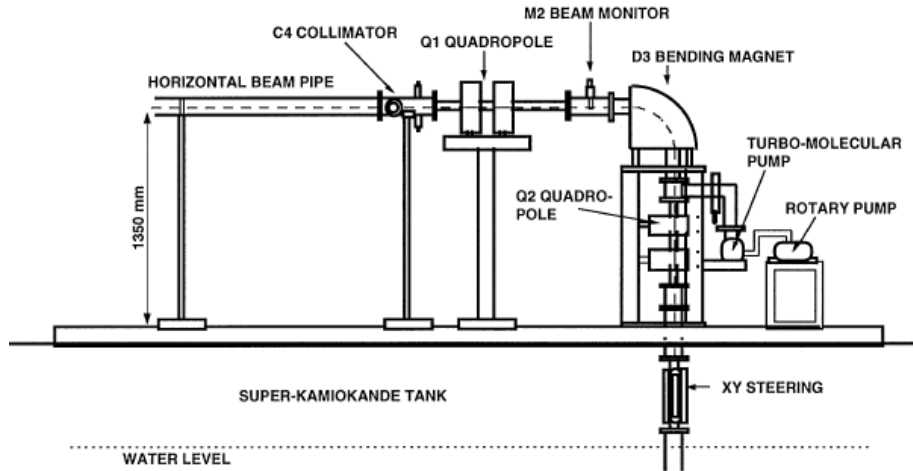 M2 BEAM MONITOR
C4 COLLIMATOR
Q1 QUADROPOLE
D3 BENDING MAGNET
HORIZONTAL BEAM PIPE
TURBO-MOLECULAR
PUMP
Q2 QUADRO-
POLE
ROTARY PUMP
1350 mm
SUPER-KAMIOKANDE TANK
XY STEERING
WATER LEVEL